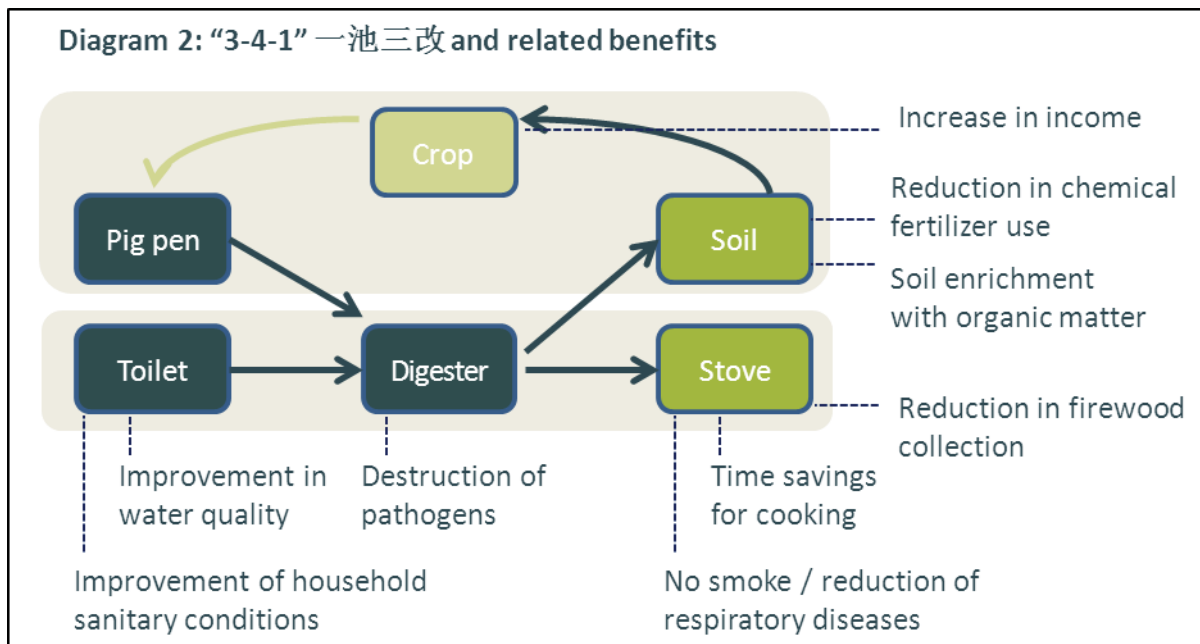 Diagram 2: “3-4-1” 一池三改 and related benefits
Crop
Increase in income
Pig pen
Soil
Reduction in chemical
fertilizer use
Soil enrichment
with organic matter
Toilet
Digester
Stove
Reduction in firewood
collection
Improvement in
water quality
Destruction of
pathogens
Time savings
for cooking
Improvement of household
sanitary conditions
No smoke / reduction of
respiratory diseases